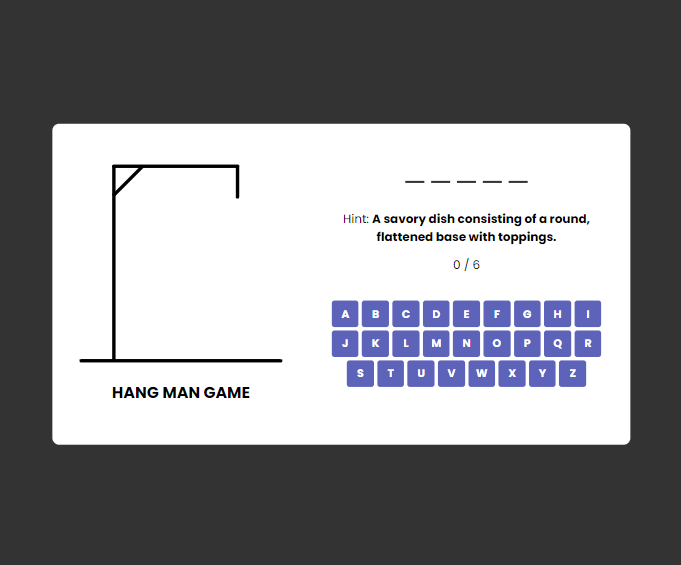 _ _ _ _ _
Hint: A savory dish consisting of a round,
flattened base with toppings.
0 / 6
A B C D E F G H I
J K L M N O P Q R
S T U V W X Y Z
HANG MAN GAME